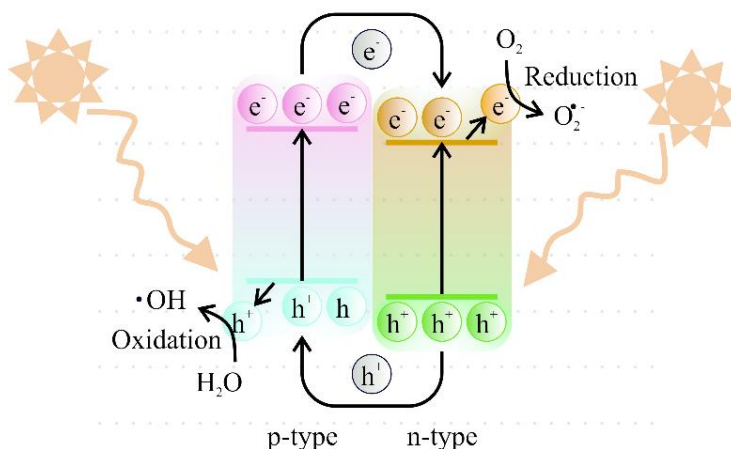 e⁻
O₂
Reduction
e⁻ e⁻ e⁻
e⁻ e⁻ e⁻
O₂•⁻
•OH
h⁺ h⁺ h
h⁺ h⁺ h⁺
Oxidation
H₂O
h⁺
p-type n-type